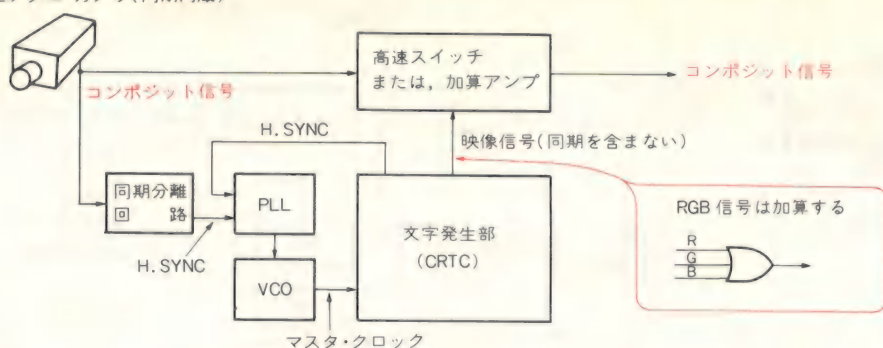 高速スイッチ
または，加算アンプ
コンポジット信号
コンポジット信号
H.SYNC
映像信号(同期を含まない)
同期分離
回　路
PLL
文字発生部
(CRTC)
RGB 信号は加算する
R
G
B
H.SYNC
VCO
マスタ・クロック